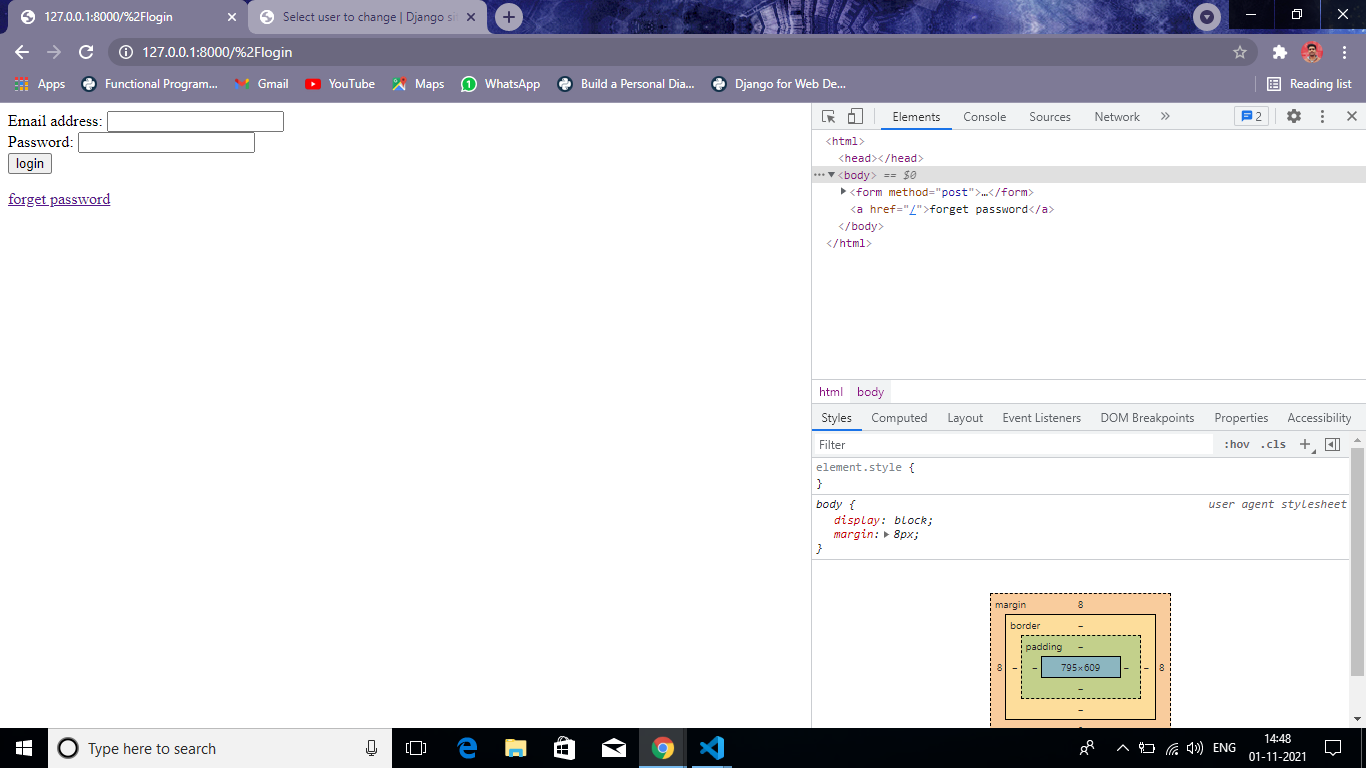 127.0.0.1:8000/%2Flogin
Select user to change | Django si
127.0.0.1:8000/%2Flogin
Apps
Functional Program...
Gmail
YouTube
Maps
WhatsApp
Build a Personal Dia...
Django for Web De...
Reading list
Email address:
Password:
login
forget password
Elements Console Sources Network » 2
<html>
<head></head>
<body> == $0
<form method="post">…</form>
<a href="/">forget password</a>
</body>
</html>
html body
Styles Computed Layout Event Listeners DOM Breakpoints Properties Accessibility
Filter :hov .cls +
element.style {
}
body { user agent stylesheet
display: block;
margin: 8px;
}
margin 8
border –
padding –
8 – – 795×609 – – 8
–
–
Type here to search
ENG
14:48
01-11-2021